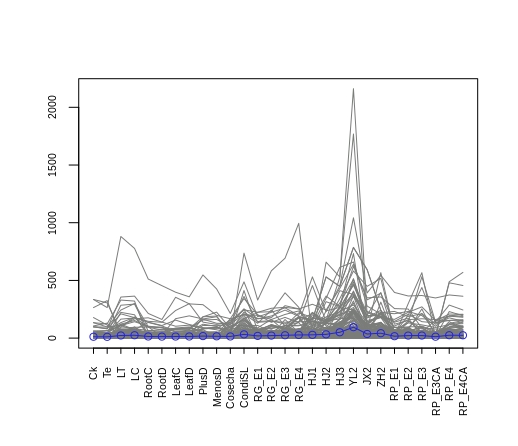 2000
1500
1000
500
0
Ck
Te
LT
LC
RootC
RootD
LeafC
LeafD
PlusD
MenosD
Cosecha
CondiSL
RG_E1
RG_E2
RG_E3
RG_E4
HJ1
HJ2
HJ3
YL2
JX2
ZH2
RP_E1
RP_E2
RP_E3
RP_E3CA
RP_E4
RP_E4CA